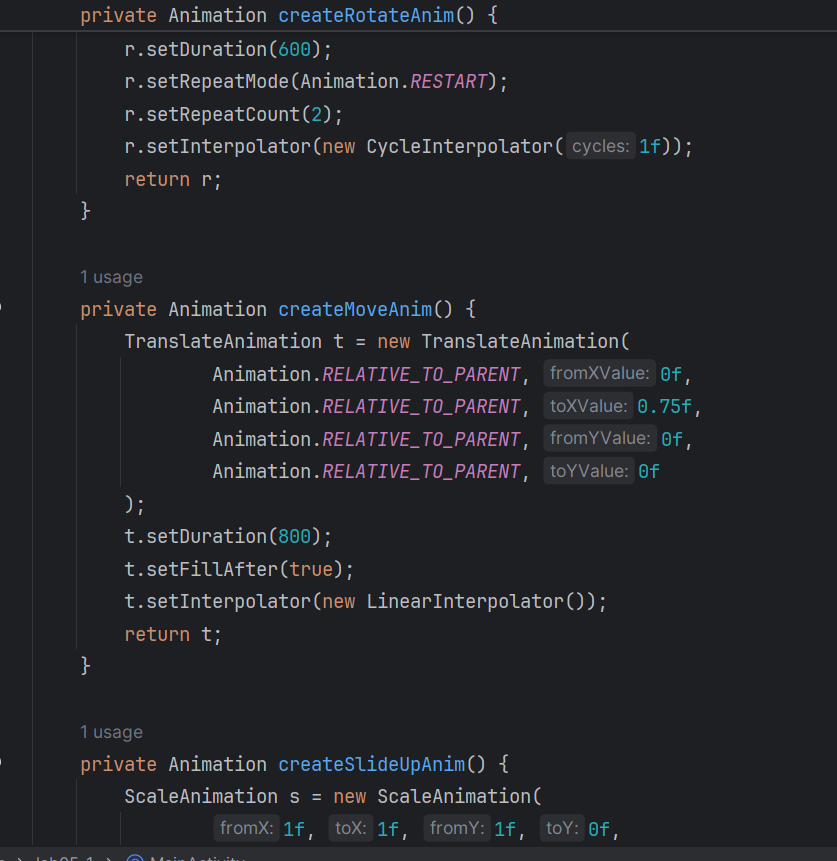 private Animation createRotateAnim() {
r.setDuration(600);
r.setRepeatMode(Animation.RESTART);
r.setRepeatCount(2);
r.setInterpolator(new CycleInterpolator( cycles: 1f));
return r;
}
1 usage
private Animation createMoveAnim() {
TranslateAnimation t = new TranslateAnimation(
Animation.RELATIVE_TO_PARENT, fromXValue: 0f,
Animation.RELATIVE_TO_PARENT, toXValue: 0.75f,
Animation.RELATIVE_TO_PARENT, fromYValue: 0f,
Animation.RELATIVE_TO_PARENT, toYValue: 0f
);
t.setDuration(800);
t.setFillAfter(true);
t.setInterpolator(new LinearInterpolator());
return t;
}
1 usage
private Animation createSlideUpAnim() {
ScaleAnimation s = new ScaleAnimation(
fromX: 1f, toX: 1f, fromY: 1f, toY: 0f,
MainActivity